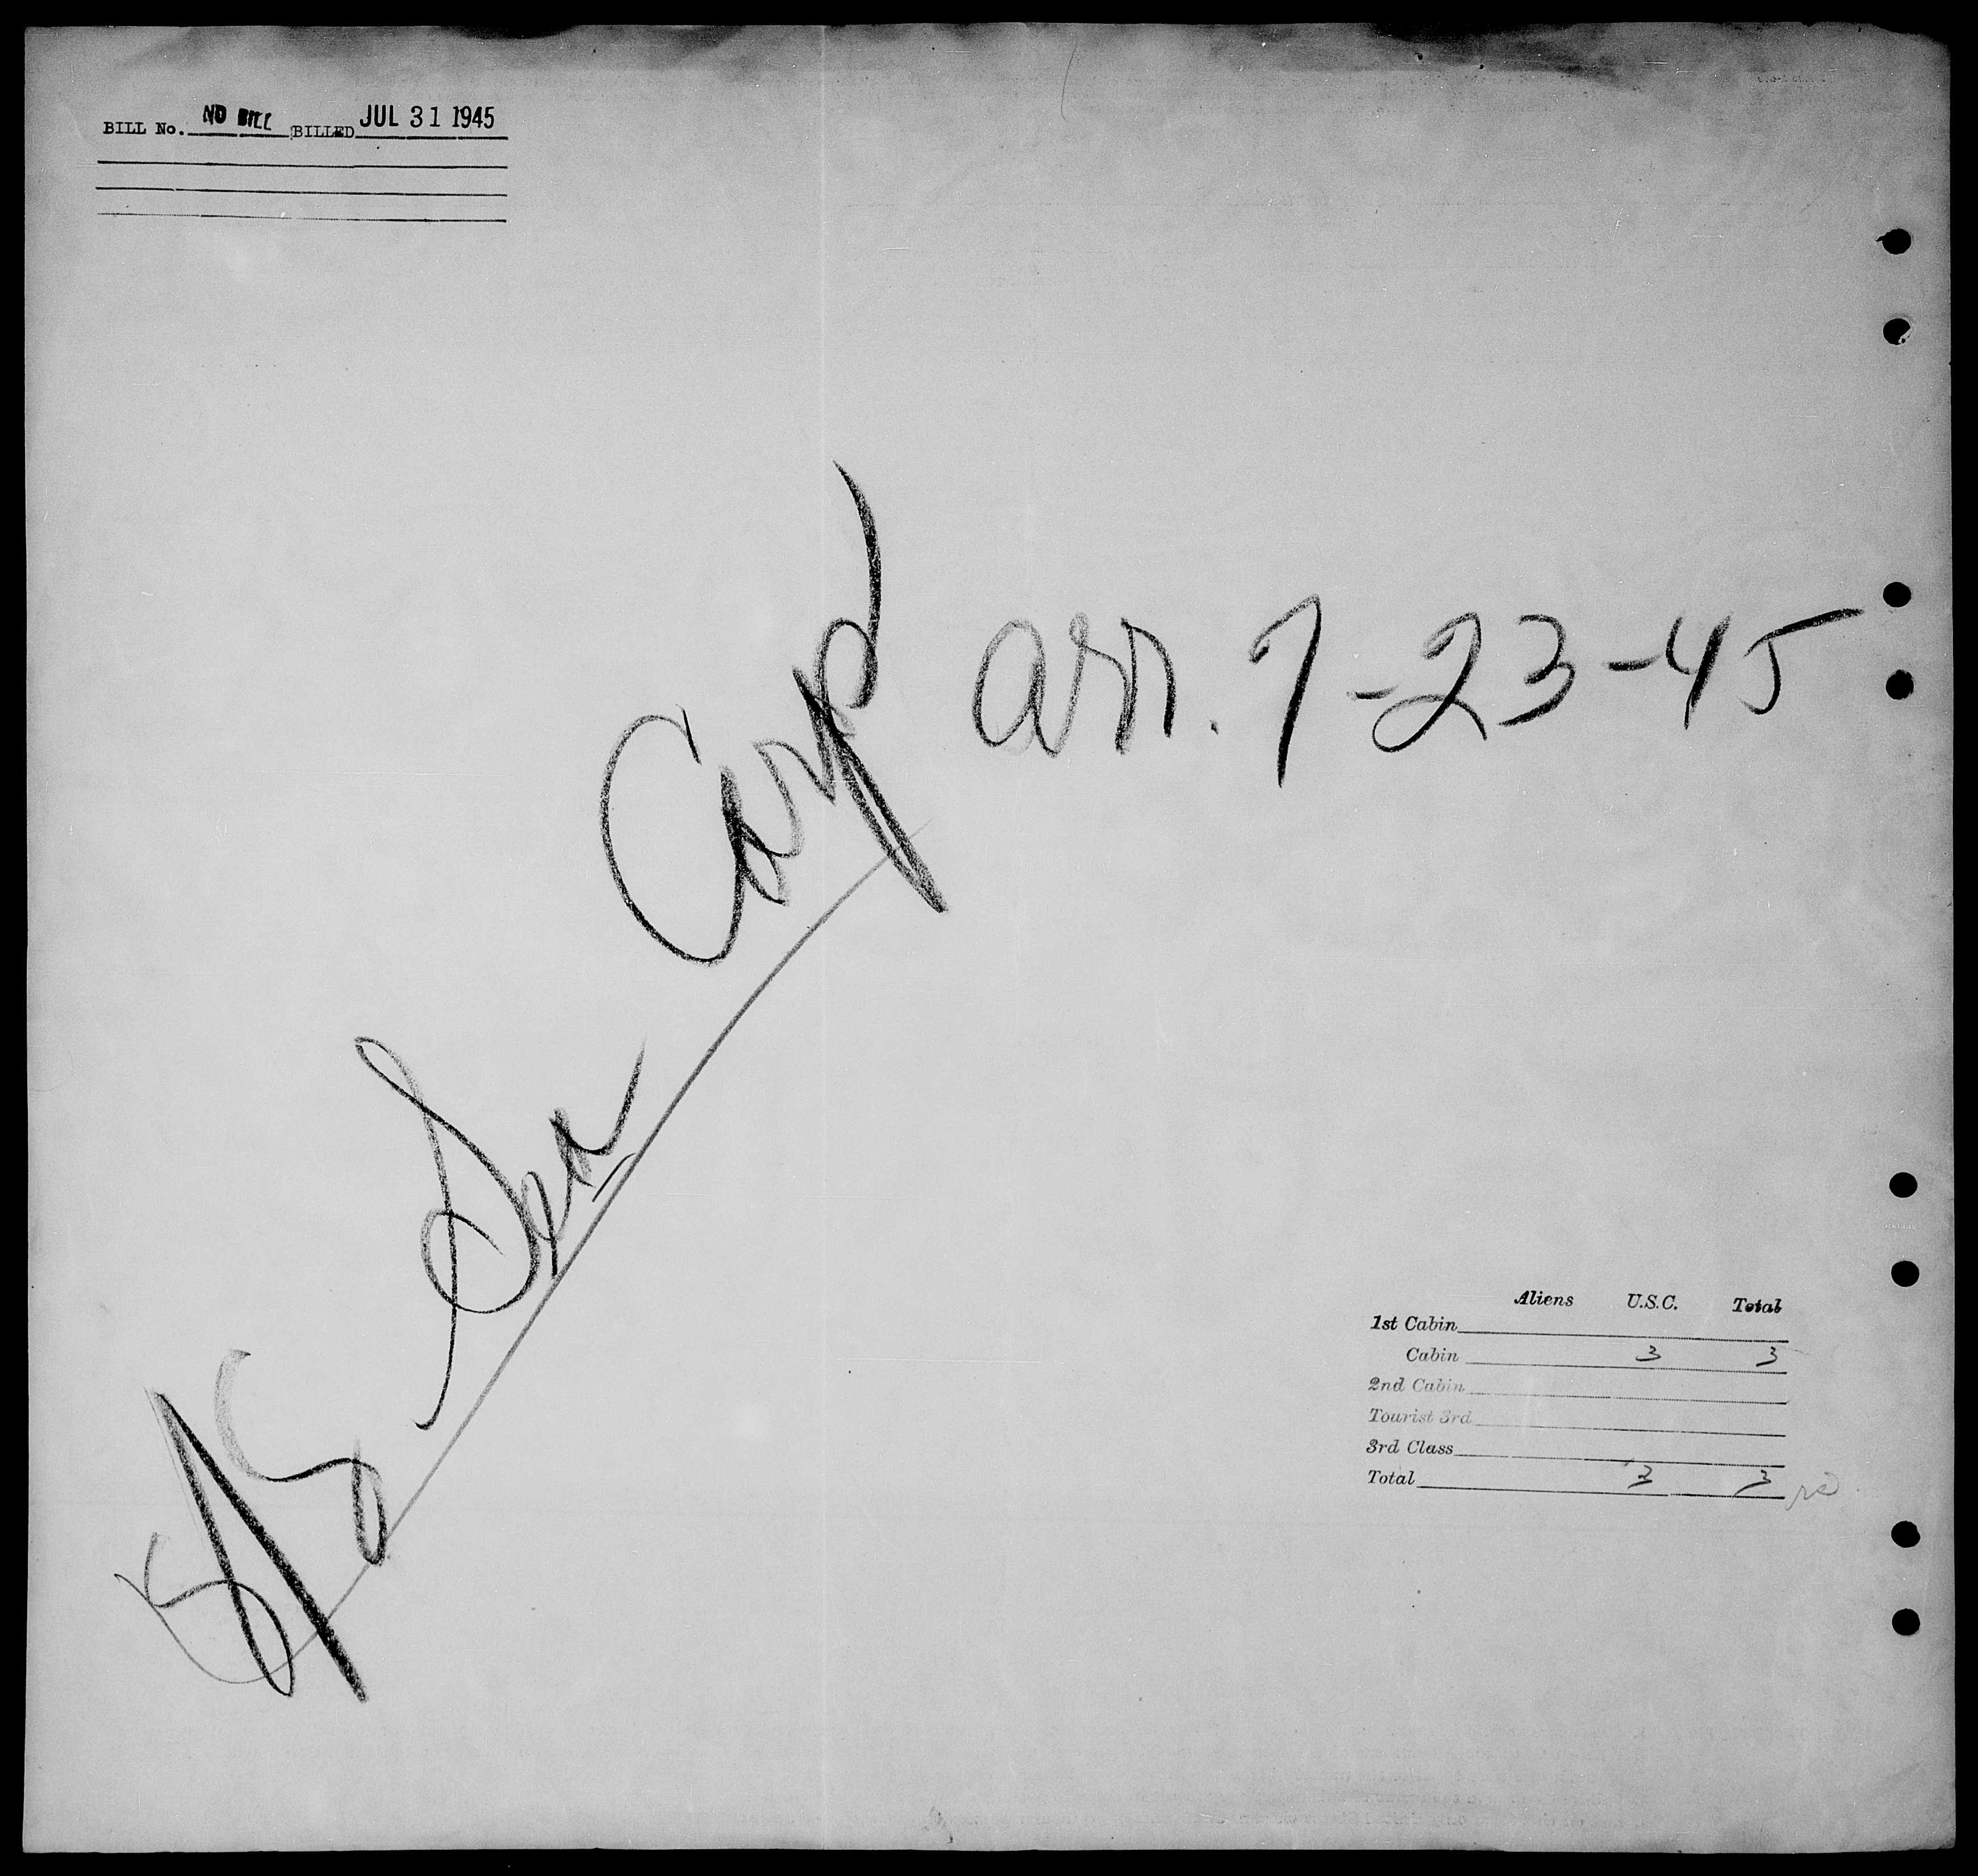 BILL No. NO BILL BILLED JUL 31 1945
SS Sea Carp arr. 7-23-45
Aliens U.S.C. Total
1st Cabin
Cabin 3 3
2nd Cabin
Tourist 3rd
3rd Class
Total 3 3